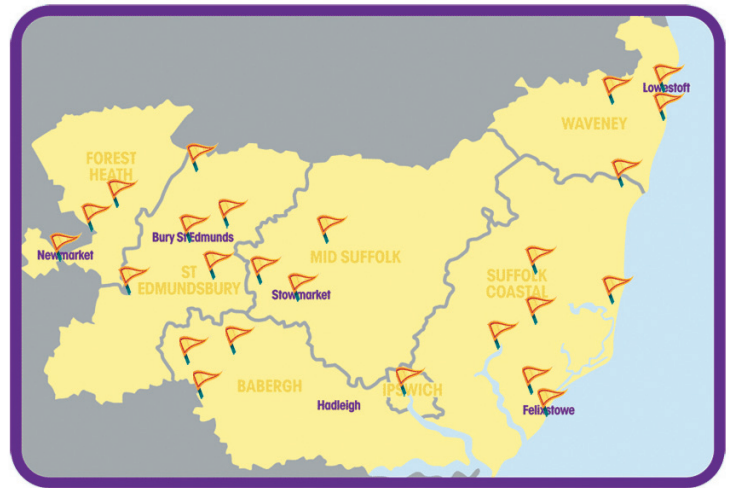 Lowestoft
WAVENEY
FOREST
HEATH
Bury St Edmunds
Newmarket
MID SUFFOLK
ST
EDMUNDSBURY
SUFFOLK
COASTAL
Stowmarket
BABERGH
IPSWICH
Hadleigh
Felixstowe